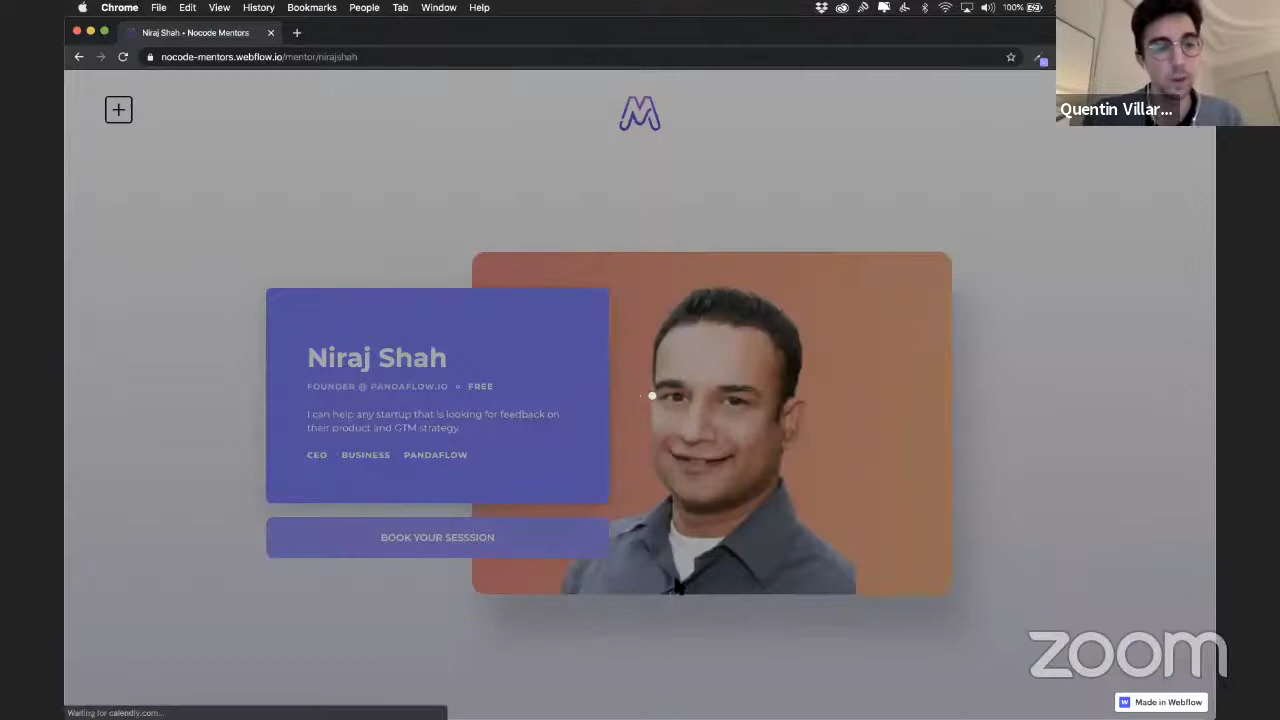 Chrome File Edit View History Bookmarks People Tab Window Help 100%
Niraj Shah • Nocode Mentors
nocode-mentors.webflow.io/mentor/nirajshah
Quentin Villar...
Niraj Shah
FOUNDER @ PANDAFLOW.IO FREE
I can help any startup that is looking for feedback on
their product and GTM strategy.
CEO BUSINESS PANDAFLOW
BOOK YOUR SESSSION
zoom
Made in Webflow
Waiting for calendly.com...